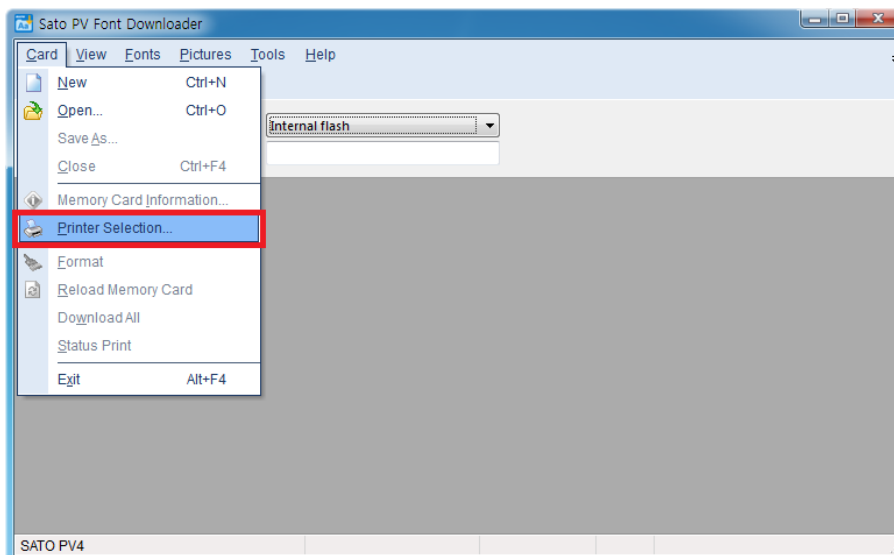 Sato PV Font Downloader
Card View Fonts Pictures Tools Help
New Ctrl+N
Open... Ctrl+O
Internal flash
Save As...
Close Ctrl+F4
Memory Card Information...
Printer Selection...
Format
Reload Memory Card
Download All
Status Print
Exit Alt+F4
SATO PV4